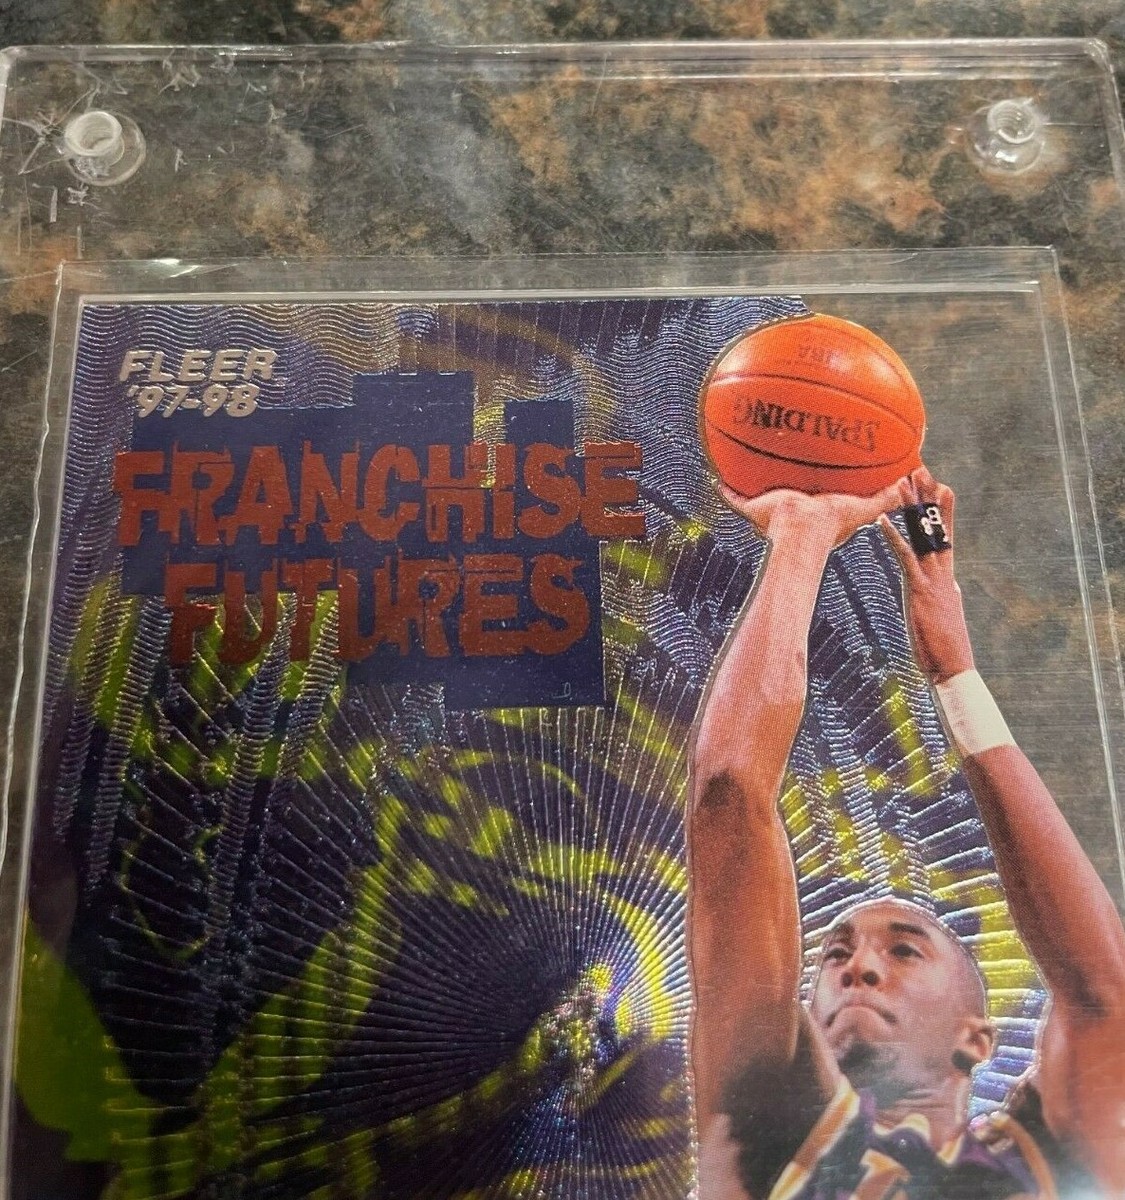 FLEER
'97-98
FRANCHISE
FUTURES
SPALDING